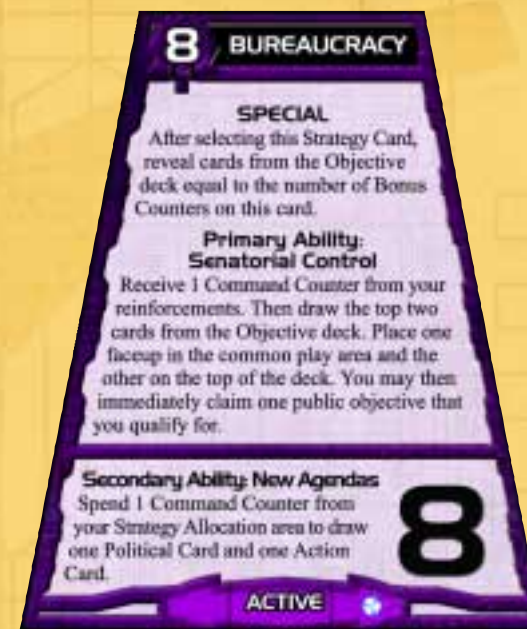 8 BUREAUCRACY
SPECIAL
After selecting this Strategy Card,
reveal cards from the Objective
deck equal to the number of Bonus
Counters on this card.
Primary Ability:
Senatorial Control
Receive 1 Command Counter from your
reinforcements. Then draw the top two
cards from the Objective deck. Place one
faceup in the common play area and the
other on the top of the deck. You may then
immediately claim one public objective that
you qualify for.
Secondary Ability: New Agendas
Spend 1 Command Counter from
your Strategy Allocation area to draw
one Political Card and one Action
Card.
8
ACTIVE